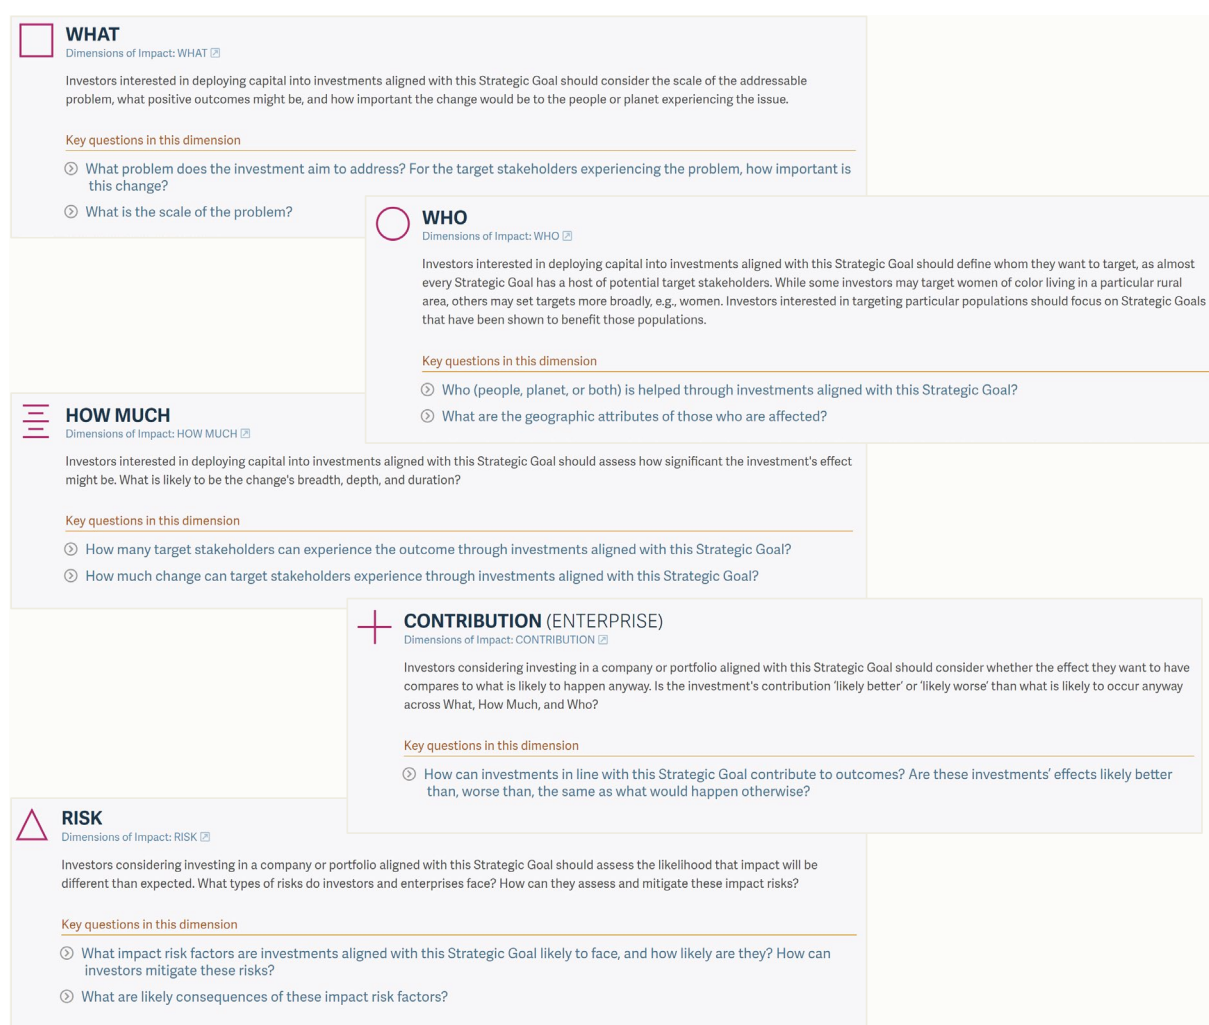 WHAT
Dimensions of Impact: WHAT
Investors interested in deploying capital into investments aligned with this Strategic Goal should consider the scale of the addressable
problem, what positive outcomes might be, and how important the change would be to the people or planet experiencing the issue.
Key questions in this dimension
What problem does the investment aim to address? For the target stakeholders experiencing the problem, how important is
this change?
What is the scale of the problem?
WHO
Dimensions of Impact: WHO
Investors interested in deploying capital into investments aligned with this Strategic Goal should define whom they want to target, as almost
every Strategic Goal has a host of potential target stakeholders. While some investors may target women of color living in a particular rural
area, others may set targets more broadly, e.g., women. Investors interested in targeting particular populations should focus on Strategic Goals
that have been shown to benefit those populations.
Key questions in this dimension
Who (people, planet, or both) is helped through investments aligned with this Strategic Goal?
What are the geographic attributes of those who are affected?
HOW MUCH
Dimensions of Impact: HOW MUCH
Investors interested in deploying capital into investments aligned with this Strategic Goal should assess how significant the investment's effect
might be. What is likely to be the change's breadth, depth, and duration?
Key questions in this dimension
How many target stakeholders can experience the outcome through investments aligned with this Strategic Goal?
How much change can target stakeholders experience through investments aligned with this Strategic Goal?
CONTRIBUTION (ENTERPRISE)
Dimensions of Impact: CONTRIBUTION
Investors considering investing in a company or portfolio aligned with this Strategic Goal should consider whether the effect they want to have
compares to what is likely to happen anyway. Is the investment's contribution 'likely better' or 'likely worse' than what is likely to occur anyway
across What, How Much, and Who?
Key questions in this dimension
How can investments in line with this Strategic Goal contribute to outcomes? Are these investments' effects likely better
than, worse than, the same as what would happen otherwise?
RISK
Dimensions of Impact: RISK
Investors considering investing in a company or portfolio aligned with this Strategic Goal should assess the likelihood that impact will be
different than expected. What types of risks do investors and enterprises face? How can they assess and mitigate these impact risks?
Key questions in this dimension
What impact risk factors are investments aligned with this Strategic Goal likely to face, and how likely are they? How can
investors mitigate these risks?
What are likely consequences of these impact risk factors?